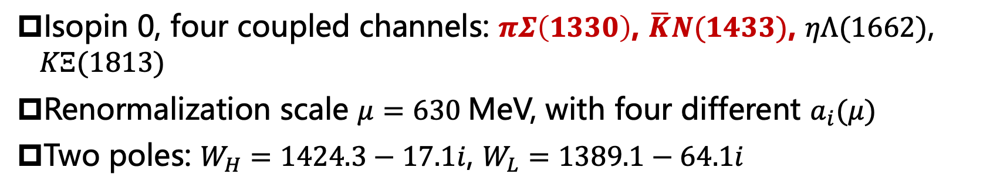 □Isopin 0, four coupled channels: πΣ(1330), K̅N(1433), ηΛ(1662),
KΞ(1813)
□Renormalization scale μ = 630 MeV, with four different aᵢ(μ)
□Two poles: W_H = 1424.3 − 17.1i, W_L = 1389.1 − 64.1i